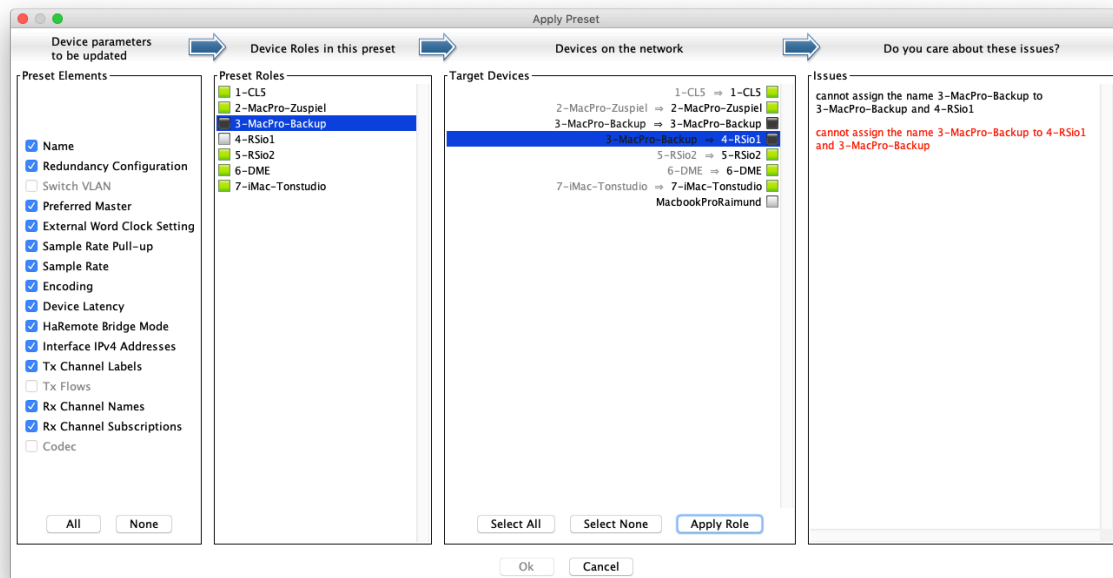 Apply Preset
Device parameters
to be updated
Device Roles in this preset
Devices on the network
Do you care about these issues?
Preset Elements
Name
Redundancy Configuration
Switch VLAN
Preferred Master
External Word Clock Setting
Sample Rate Pull-up
Sample Rate
Encoding
Device Latency
HaRemote Bridge Mode
Interface IPv4 Addresses
Tx Channel Labels
Tx Flows
Rx Channel Names
Rx Channel Subscriptions
Codec
All None
Preset Roles
1-CL5
2-MacPro-Zuspiel
3-MacPro-Backup
4-RSio1
5-RSio2
6-DME
7-iMac-Tonstudio
Target Devices
1-CL5 ⇒ 1-CL5
2-MacPro-Zuspiel ⇒ 2-MacPro-Zuspiel
3-MacPro-Backup ⇒ 3-MacPro-Backup
3-MacPro-Backup ⇒ 4-RSio1
5-RSio2 ⇒ 5-RSio2
6-DME ⇒ 6-DME
7-iMac-Tonstudio ⇒ 7-iMac-Tonstudio
MacbookProRaimund
Select All Select None Apply Role
Issues
cannot assign the name 3-MacPro-Backup to
3-MacPro-Backup and 4-RSio1
cannot assign the name 3-MacPro-Backup to 4-RSio1
and 3-MacPro-Backup
Ok Cancel